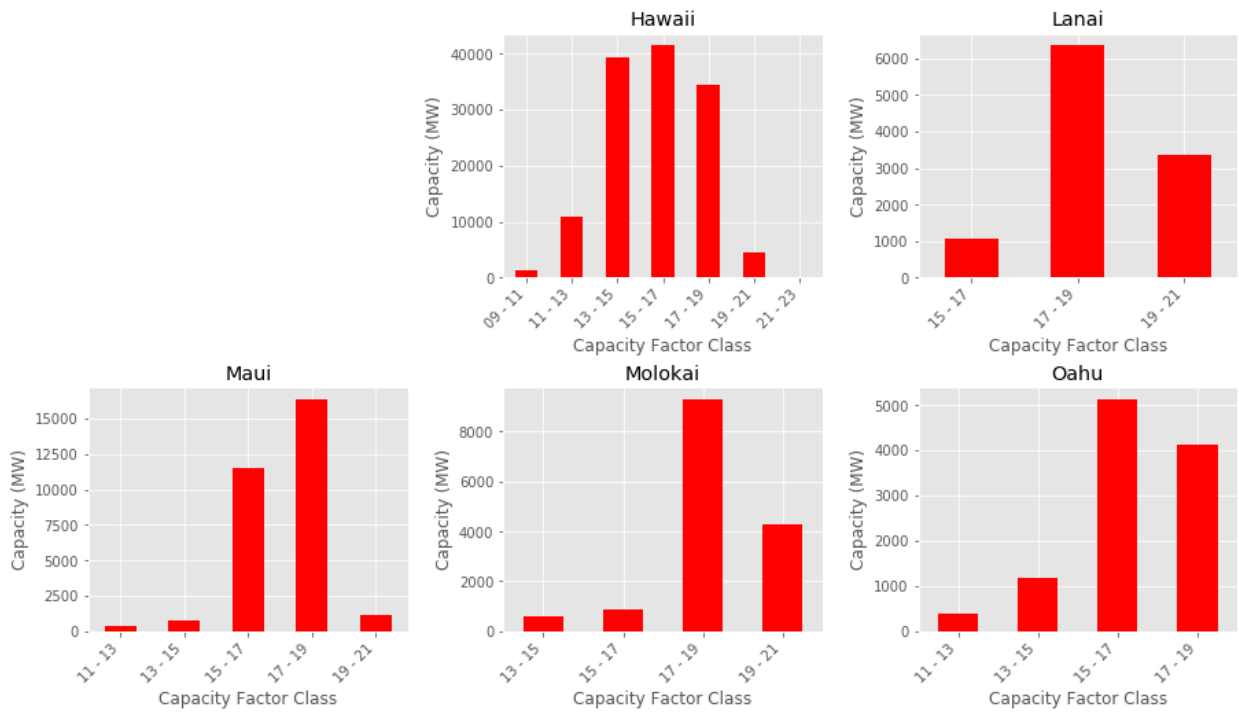 Hawaii
Capacity (MW)
40000
30000
20000
10000
0
09 - 11
11 - 13
13 - 15
15 - 17
17 - 19
19 - 21
21 - 23
Capacity Factor Class
Lanai
Capacity (MW)
6000
5000
4000
3000
2000
1000
0
15 - 17
17 - 19
19 - 21
Capacity Factor Class
Maui
Capacity (MW)
15000
12500
10000
7500
5000
2500
0
11 - 13
13 - 15
15 - 17
17 - 19
19 - 21
Capacity Factor Class
Molokai
Capacity (MW)
8000
6000
4000
2000
0
13 - 15
15 - 17
17 - 19
19 - 21
Capacity Factor Class
Oahu
Capacity (MW)
5000
4000
3000
2000
1000
0
11 - 13
13 - 15
15 - 17
17 - 19
Capacity Factor Class